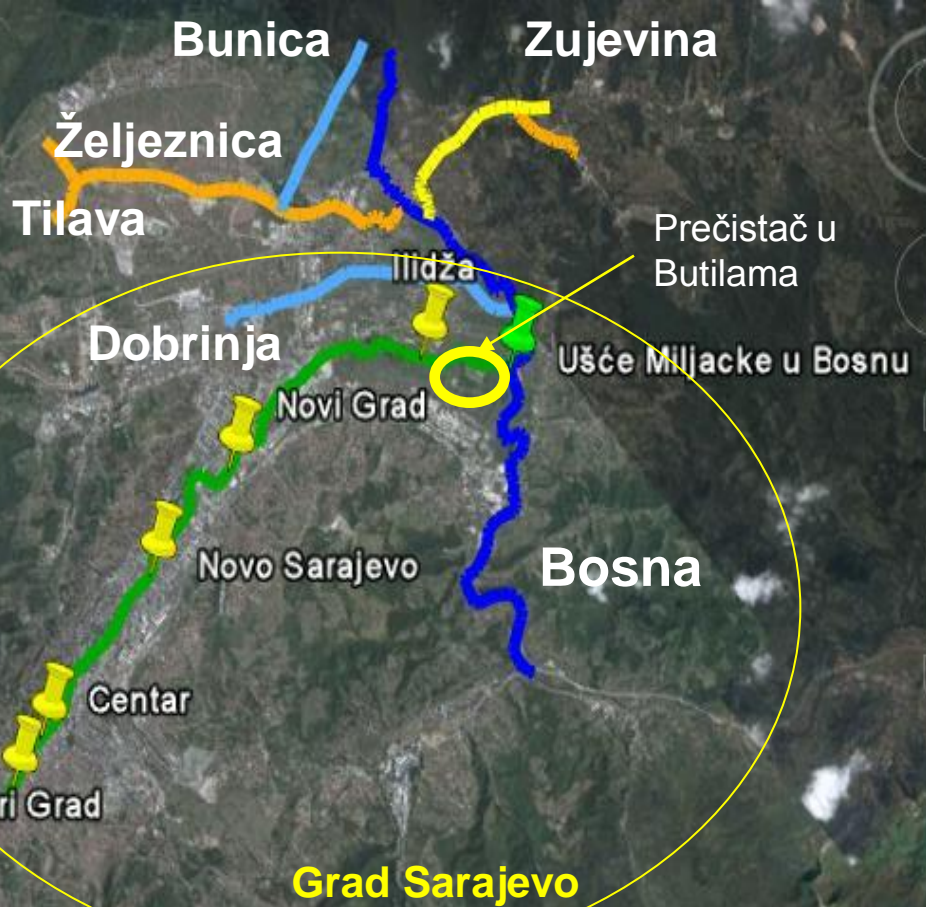 Bunica
Zujevina
Željeznica
Tilava
Prečistač u
Butilama
Ilidža
Dobrinja
Ušće Miljacke u Bosnu
Novi Grad
Novo Sarajevo
Bosna
Centar
ri Grad
Grad Sarajevo